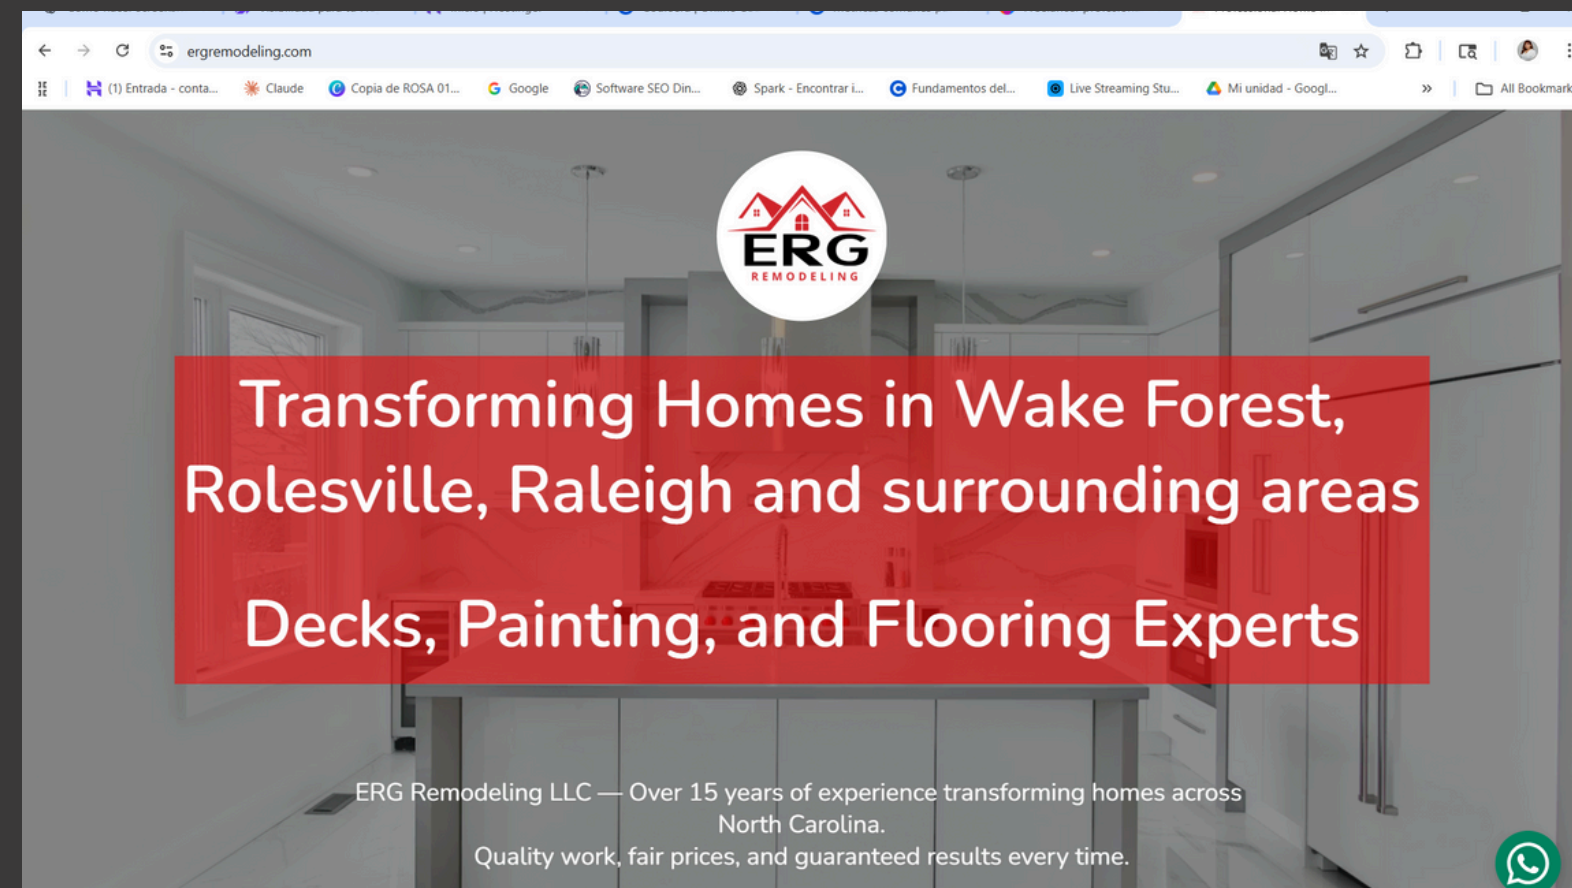 ergremodeling.com
(1) Entrada - conta...
Claude
Copia de ROSA 01...
Google
Software SEO Din...
Spark - Encontrar i...
Fundamentos del...
Live Streaming Stu...
Mi unidad - Googl...
»
All Bookmark
ERG
REMODELING
Transforming Homes in Wake Forest,
Rolesville, Raleigh and surrounding areas
Decks, Painting, and Flooring Experts
ERG Remodeling LLC — Over 15 years of experience transforming homes across
North Carolina.
Quality work, fair prices, and guaranteed results every time.